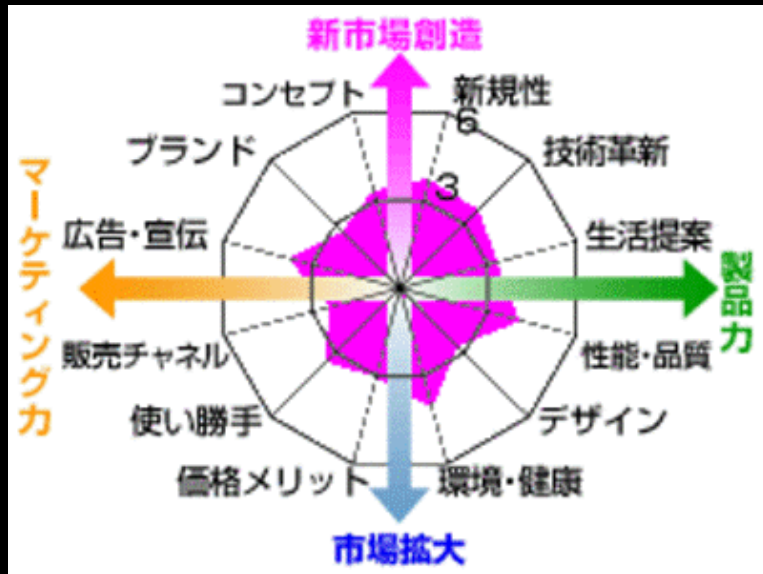 新市場創造
コンセプト
新規性
6
ブランド
技術革新
3
広告・宣伝
生活提案
マーケティング力
製品力
販売チャネル
性能・品質
使い勝手
デザイン
価格メリット
環境・健康
市場拡大